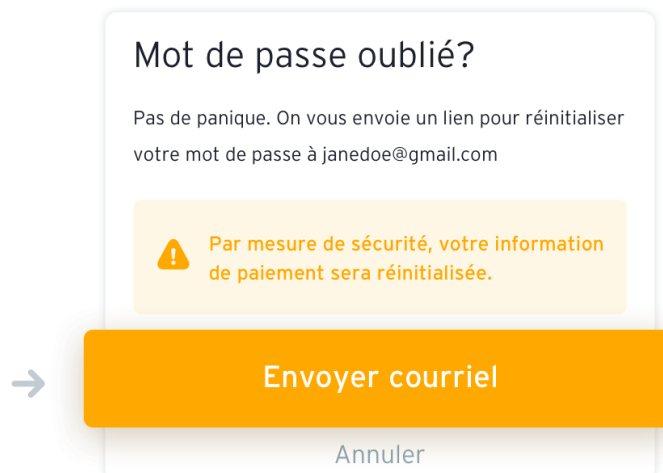 Mot de passe oublié?
Pas de panique. On vous envoie un lien pour réinitialiser
votre mot de passe à janedoe@gmail.com
Par mesure de sécurité, votre information
de paiement sera réinitialisée.
Envoyer courriel
Annuler